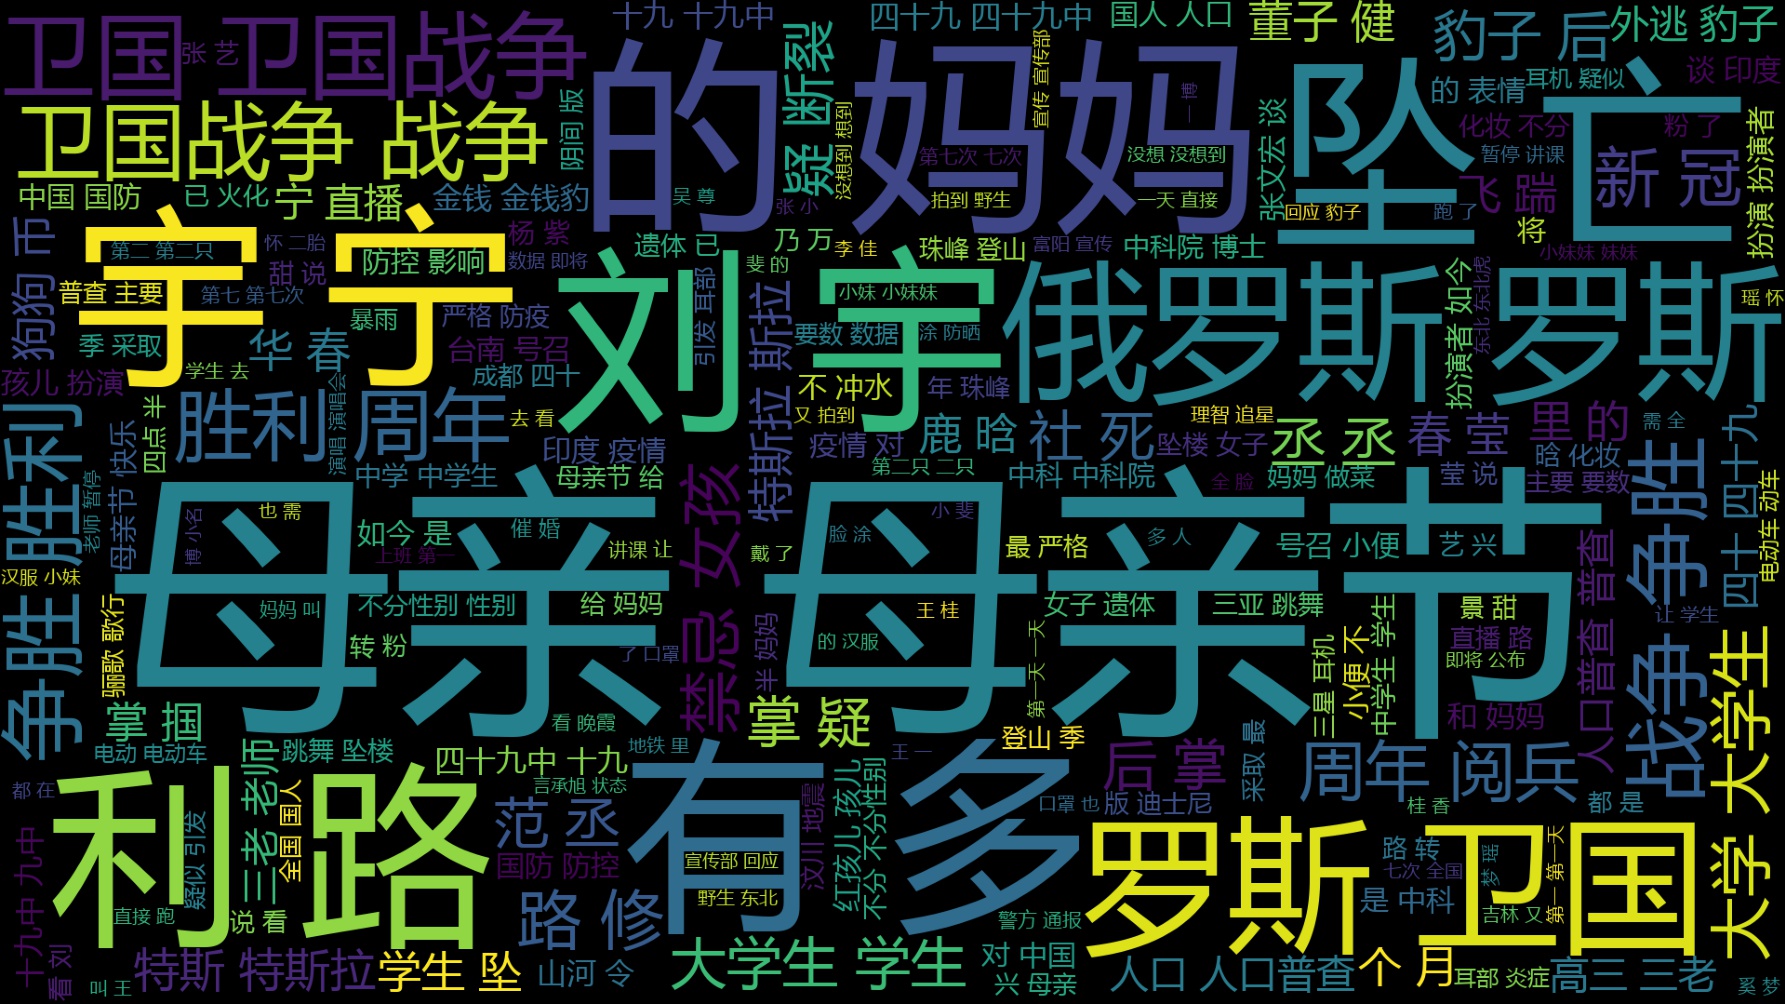 十九 十九中
四十九 四十九中
国人 人口
董子 健
豹子 后
外逃 豹子
卫国 卫国战争
张 艺
疑 断裂
的 妈妈
宣传 宣传部
一 博
坠 亡
的 表情
耳机 疑似
谈 印度
卫国战争 战争
阴间 版
没想到 想到
第七次 七次
没想 没想到
张文宏 谈
化妆 不分
粉 了
暂停 讲课
扮演 扮演者
中国 国防
已 火化
宁 直播
金钱 金钱豹
吴 尊
拍到 野生
一天 直接
飞 踹
新 冠
张 小
回应 豹子
跑 了
将
狗狗 币
宇 宁
第二 第二只
怀 二胎
杨 紫
遗体 已
乃 万
李 佳
珠峰 登山
富阳 宣传
中科院 博士
小妹妹 妹妹
甜 说
防控 影响
数据 即将
刘 宇
引发 耳部
斐 的
俄罗斯 罗斯
普查 主要
第七 第七次
暴雨
严格 防疫
特斯拉 斯拉
小妹 小妹妹
扮演者 如今
东北 东北虎
瑶 怀
季 采取
华 春
台南 号召
要数 数据
涂 防晒
孩儿 扮演
学生 去
成都 四十
不 冲水
年 珠峰
争 胜利
四点 半
胜利 周年
演唱 演唱会
去 看
又 拍到
理智 追星
需 全
母亲节 快乐
印度 疫情
疫情 对
鹿 晗
社 死
坠楼 女子
丞 丞
春 莹
里 的
老师 暂停
中学 中学生
母亲节 给
第二只 二只
中科 中科院
妈妈 做菜
莹 说
晗 化妆
战争 胜
四十 四十九
母亲 母亲节
也 需
禁忌 女孩
全 脸
主要 要数
电动车 动车
博 小名
如今 是
催 婚
小 斐
号召 小便
艺 兴
上班 第一
讲课 让
戴 了
最 严格
多 人
汉服 小妹
争 胜
脸 涂
人口 普查
骊歌 歌行
妈妈 叫
不分性别 性别
给 妈妈
王 桂
女子 遗体
三亚 跳舞
景 甜
让 学生
转 粉
了 口罩
半 妈妈
的 汉服
第一天 一天
三星 耳机
小便 不
中学生 学生
直播 路
即将 公布
大学 大学生
掌 掴
看 晚霞
掌 疑
登山 季
和 妈妈
电动 电动车
三老 老师
跳舞 坠楼
四十九中 十九
地铁 里
王 一
后 掌
采取 最
周年 阅兵
都 在
利 路
全国 国人
言承旭 状态
有 多
汶川 地震
红孩儿 孩儿
不分 不分性别
口罩 也
版 迪士尼
桂 香
都 是
十九中 九中
疑似 引发
范 丞
国防 防控
宣传部 回应
罗斯 卫国
路 转
七次 全国
梦 瑶
第一 第一天
直接 跑
说 看
路 修
野生 东北
警方 通报
是 中科
吉林 又
看 刘
叫 王
特斯 特斯拉
学生 坠
山河 令
大学生 学生
对 中国
兴 母亲
人口 人口普查
个 月
耳部 炎症
高三 三老
奚 梦